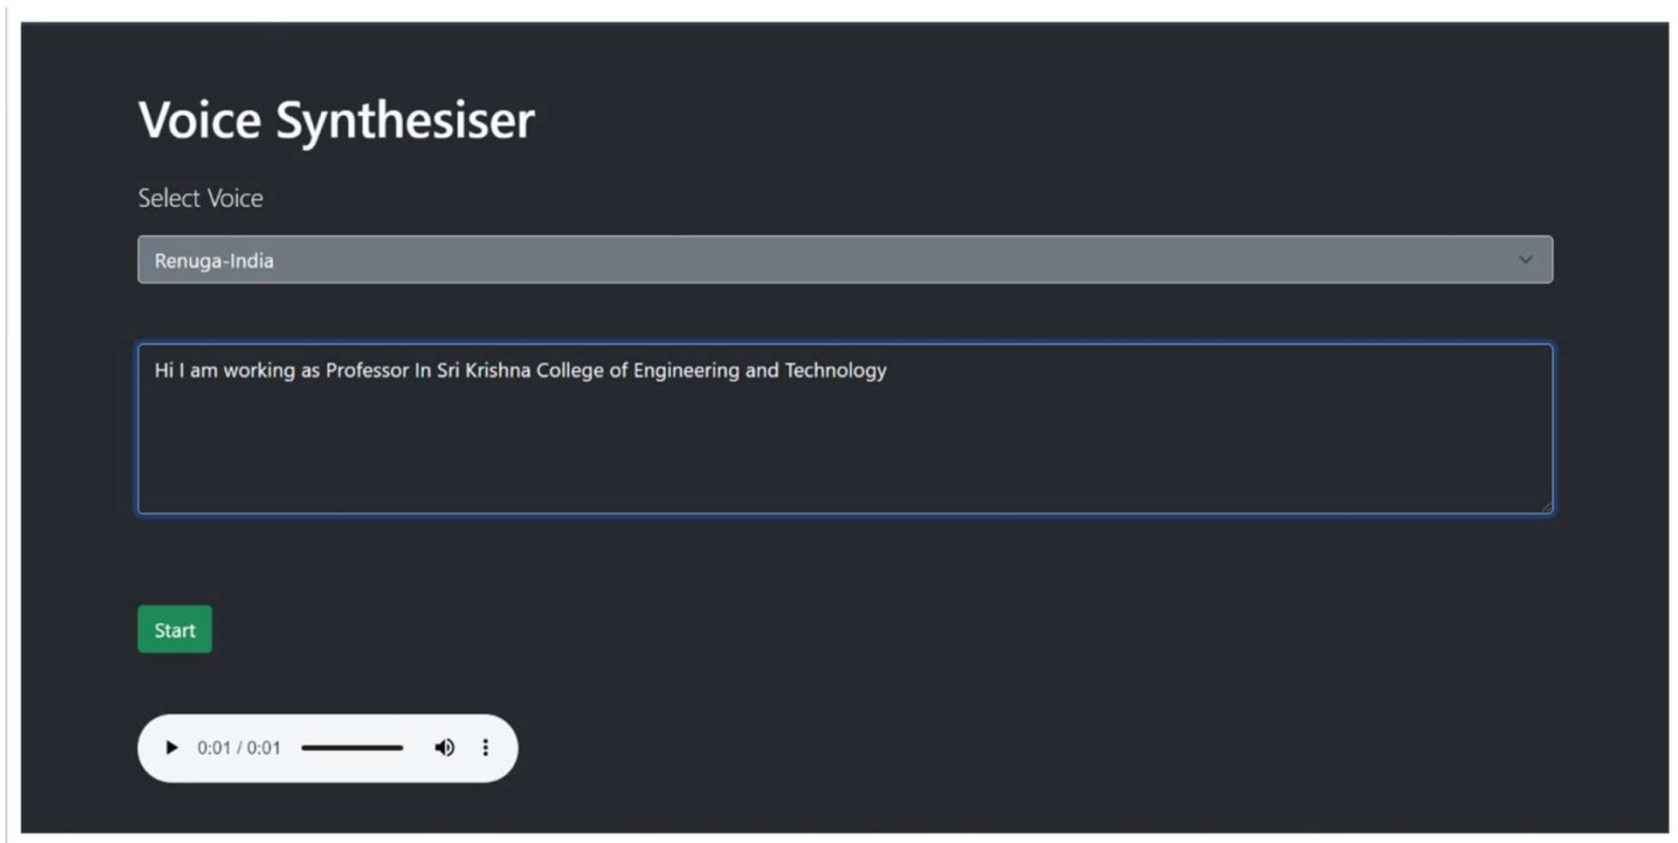 Voice Synthesiser
Select Voice
Renuga-India
Hi I am working as Professor In Sri Krishna College of Engineering and Technology
Start
0:01 / 0:01